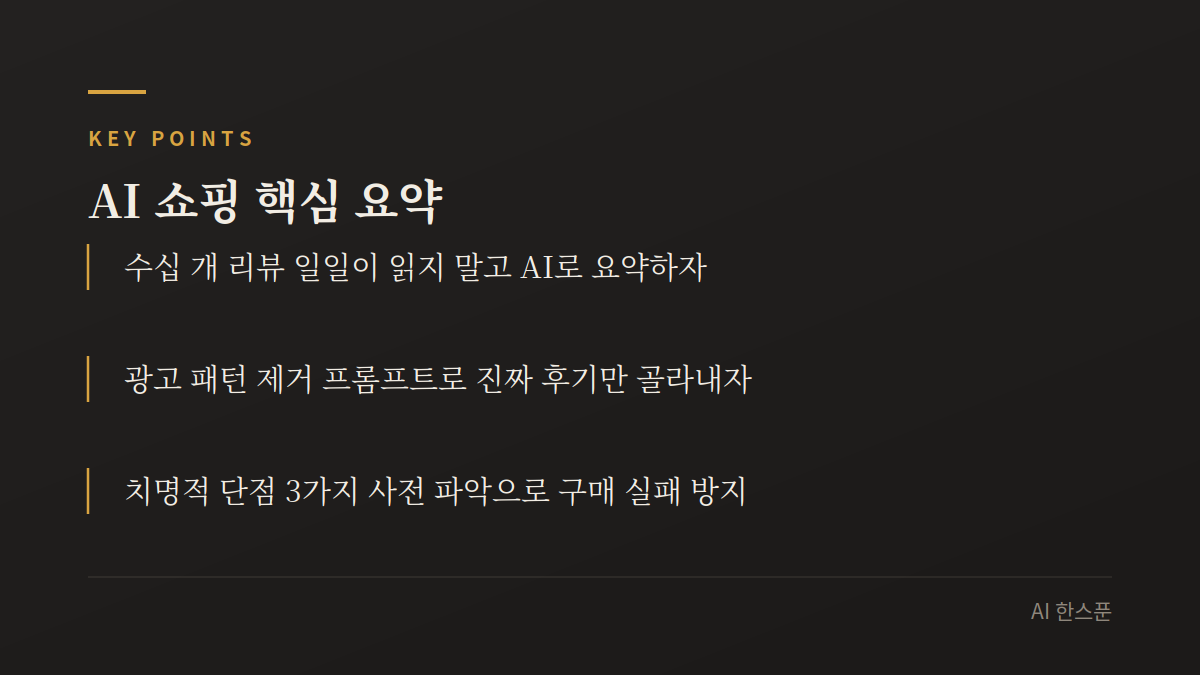 KEY POINTS
AI 쇼핑 핵심 요약
수십 개 리뷰 일일이 읽지 말고 AI로 요약하자
광고 패턴 제거 프롬프트로 진짜 후기만 골라내자
치명적 단점 3가지 사전 파악으로 구매 실패 방지
AI 한스푼